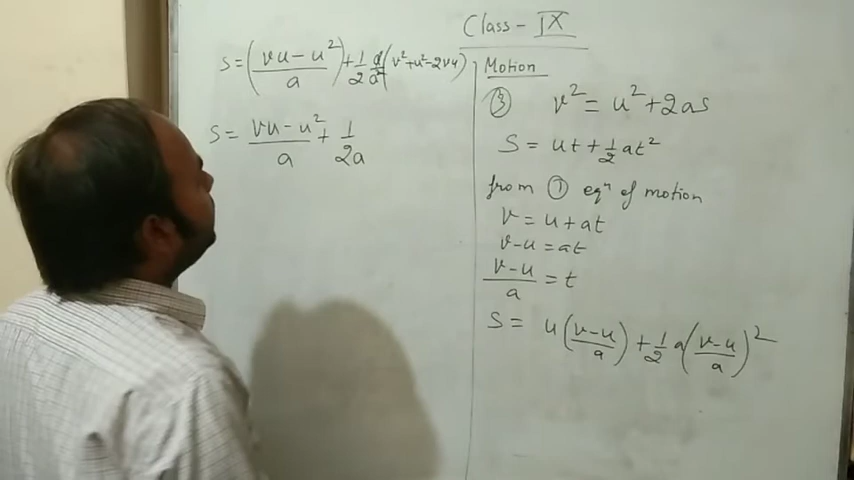 Class - IX
Motion
③ v² = u² + 2as
S = ut + 1/2 at²
from ① eqⁿ of motion
v = u + at
v - u = at
(v - u)/a = t
S = u((v - u)/a) + 1/2 a((v - u)/a)²
S = ((vu - u²)/a) + 1/2 a/a² (v² + u² - 2vu)
S = (vu - u²)/a + 1/2a